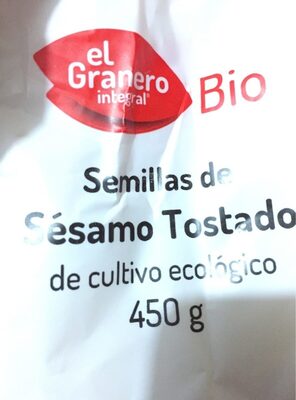 el
Granero
integral®
Bio
Semillas de
Sésamo Tostado
de cultivo ecológico
450 g